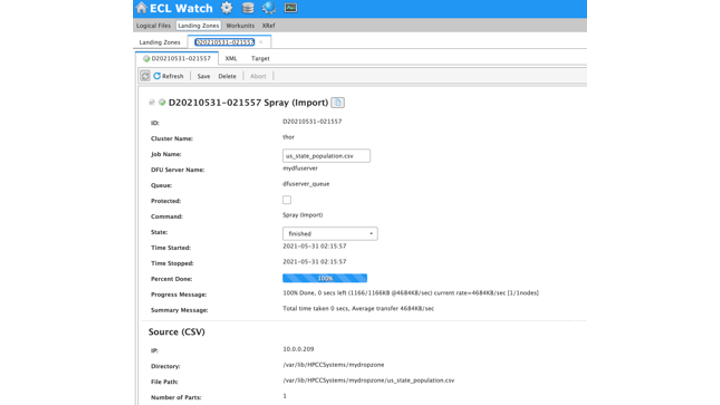 ECL Watch
Logical Files Landing Zones Workunits XRef
Landing Zones D20210531-021557
D20210531-021557 XML Target
Refresh Save Delete Abort
D20210531-021557 Spray (Import)
ID: D20210531-021557
Cluster Name: thor
Job Name: us_state_population.csv
DFU Server Name: mydfuserver
Queue: dfuserver_queue
Protected:
Command: Spray (Import)
State: finished
Time Started: 2021-05-31 02:15:57
Time Stopped: 2021-05-31 02:15:57
Percent Done: 100%
Progress Message: 100% Done, 0 secs left (1166/1166KB @4684KB/sec) current rate=4684KB/sec [1/1nodes]
Summary Message: Total time taken 0 secs, Average transfer 4684KB/sec
Source (CSV)
IP: 10.0.0.209
Directory: /var/lib/HPCCSystems/mydropzone
File Path: /var/lib/HPCCSystems/mydropzone/us_state_population.csv
Number of Parts: 1